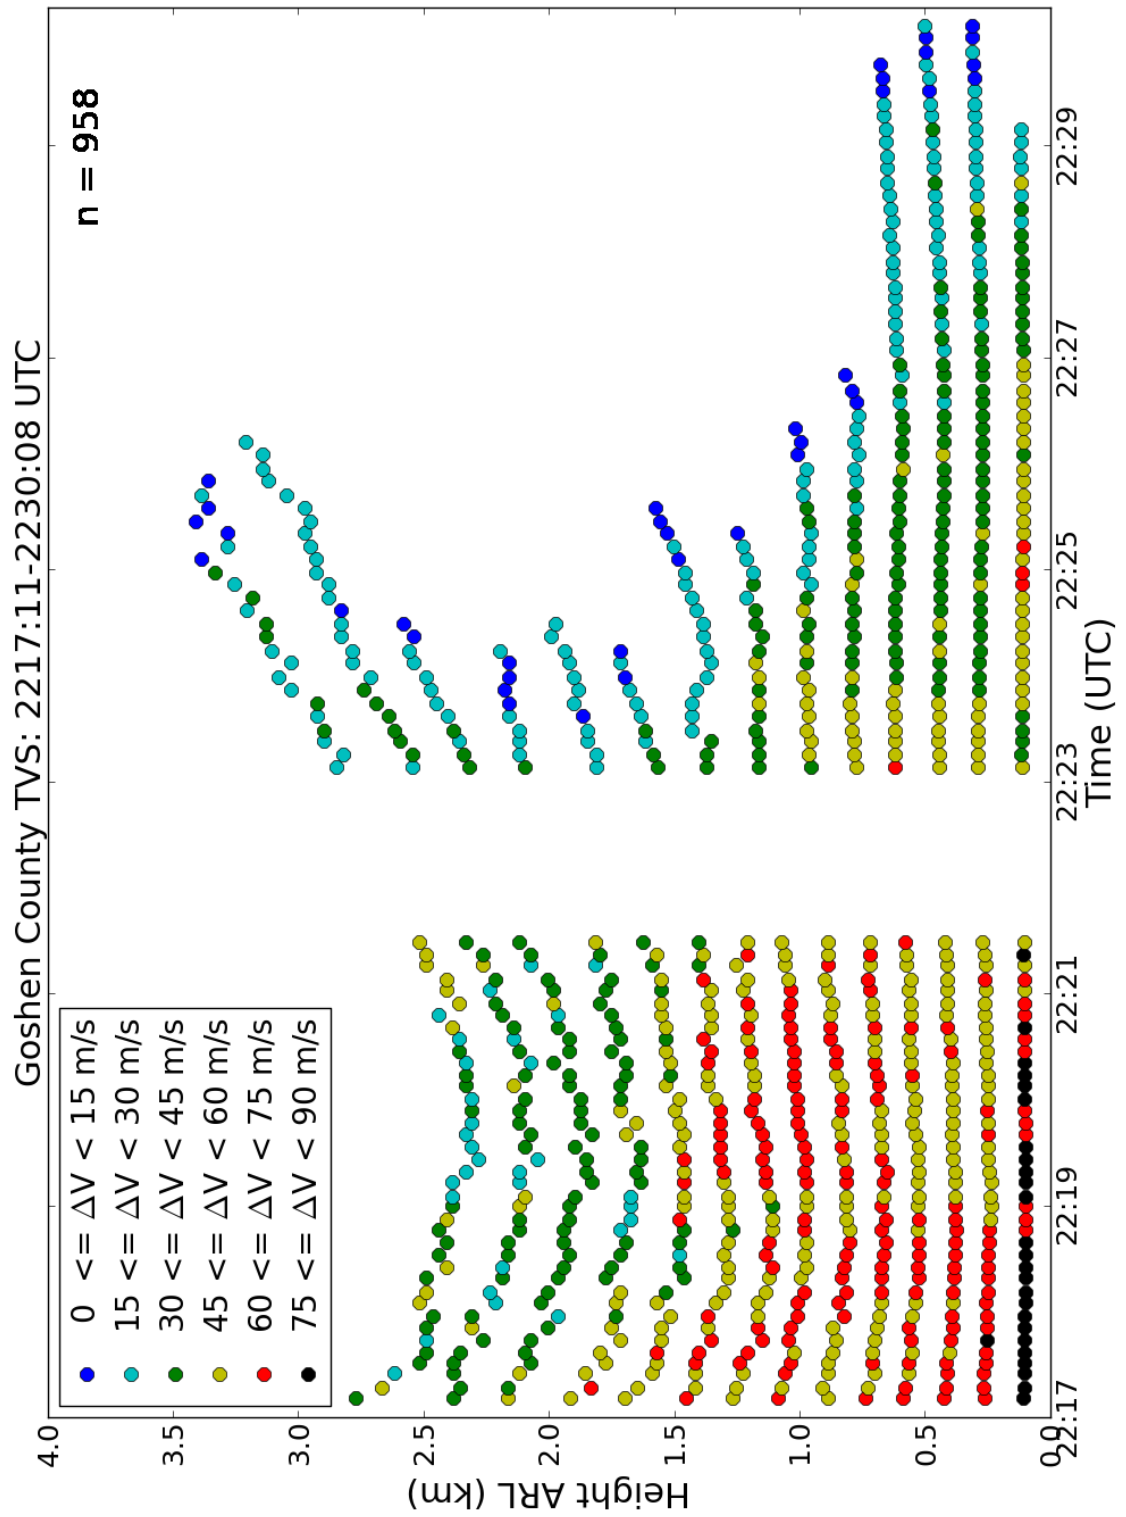 Goshen County TVS: 2217:11-2230:08 UTC
n = 958
0 <= ΔV < 15 m/s
15 <= ΔV < 30 m/s
30 <= ΔV < 45 m/s
45 <= ΔV < 60 m/s
60 <= ΔV < 75 m/s
75 <= ΔV < 90 m/s
Height ARL (km)
4.0
3.5
3.0
2.5
2.0
1.5
1.0
0.5
0.0
22:17
22:19
22:21
22:23
22:25
22:27
22:29
Time (UTC)